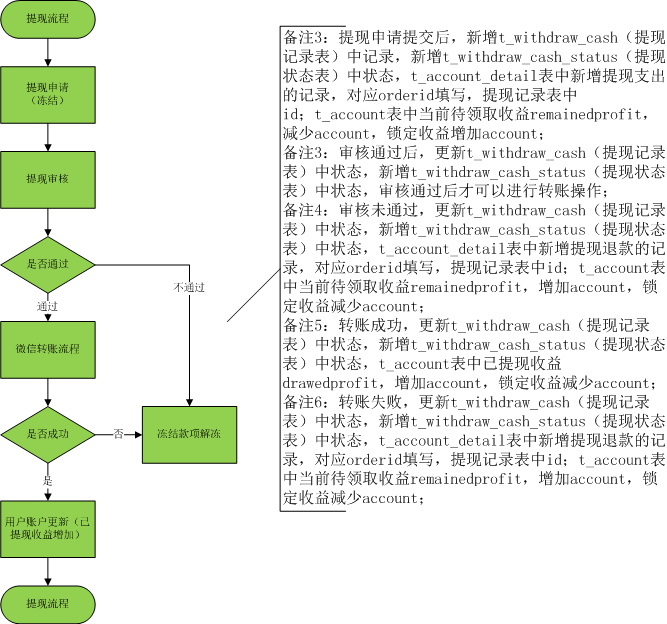 提现流程
提现申请
（冻结）
提现审核
是否通过
不通过
通过
微信转账流程
是否成功
否
冻结款项解冻
是
用户账户更新（已
提现收益增加）
提现流程
备注3：提现申请提交后，新增t_withdraw_cash（提现
记录表）中记录，新增t_withdraw_cash_status（提现
状态表）中状态，t_account_detail表中新增提现支出
的记录，对应orderid填写，提现记录表中
id；t_account表中当前待领取收益remainedprofit，
减少account，锁定收益增加account；
备注3：审核通过后，更新t_withdraw_cash（提现记录
表）中状态，新增t_withdraw_cash_status（提现状态
表）中状态，审核通过后才可以进行转账操作；
备注4：审核未通过，更新t_withdraw_cash（提现记录
表）中状态，新增t_withdraw_cash_status（提现状态
表）中状态，t_account_detail表中新增提现退款的记
录，对应orderid填写，提现记录表中id；t_account表
中当前待领取收益remainedprofit，增加account，锁
定收益减少account；
备注5：转账成功，更新t_withdraw_cash（提现记录
表）中状态，新增t_withdraw_cash_status（提现状态
表）中状态，t_account表中已提现收益
drawedprofit，增加account，锁定收益减少account；
备注6：转账失败，更新t_withdraw_cash（提现记录
表）中状态，新增t_withdraw_cash_status（提现状态
表）中状态，t_account_detail表中新增提现退款的记
录，对应orderid填写，提现记录表中id；t_account表
中当前待领取收益remainedprofit，增加account，锁
定收益减少account；